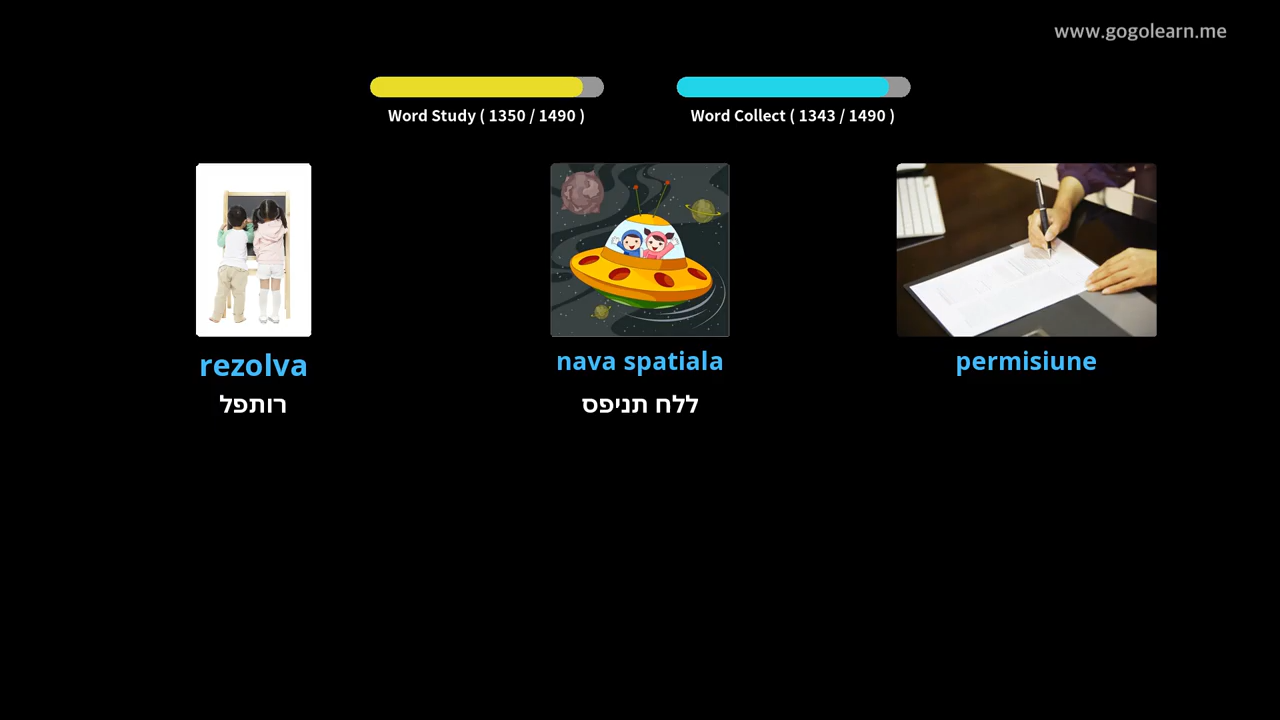 www.gogolearn.me
Word Study ( 1350 / 1490 )
Word Collect ( 1343 / 1490 )
rezolva
nava spatiala
permisiune
רותפל
ללח תניפס